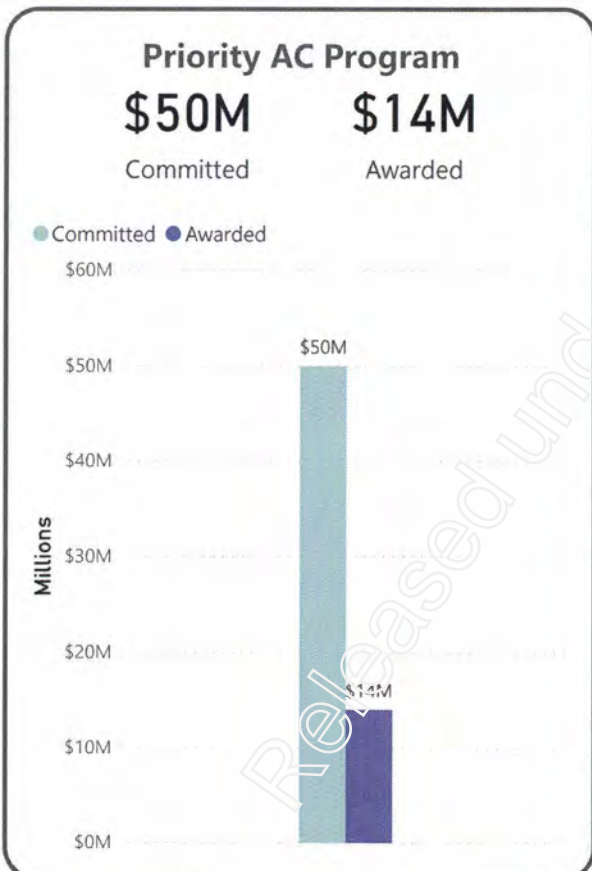 Priority AC Program
$50M $14M
Committed Awarded
Committed Awarded
$60M
$50M
$50M
$40M
Millions
$30M
$20M
$14M
$10M
$0M
Released und